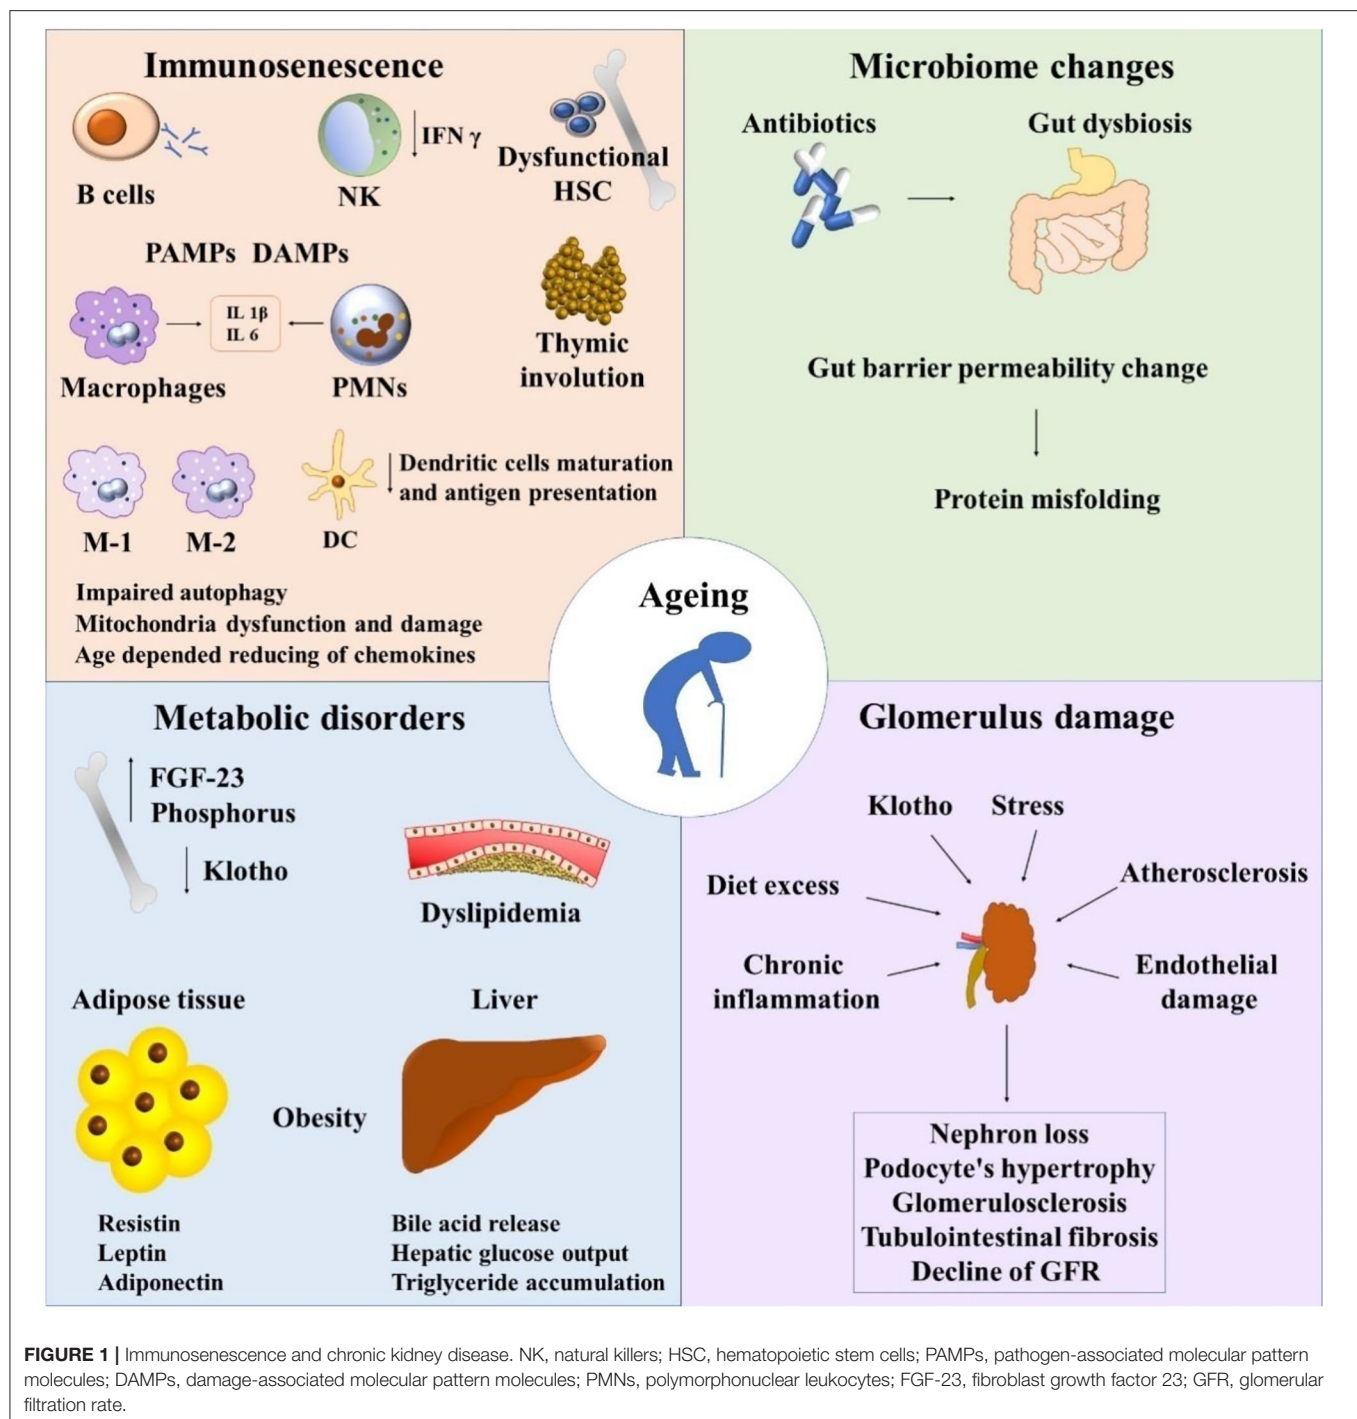 Immunosenescence
B cells
NK
IFN γ
Dysfunctional
HSC
PAMPs DAMPs
Macrophages
IL 1β
IL 6
PMNs
Thymic
involution
M-1
M-2
DC
Dendritic cells maturation
and antigen presentation
Impaired autophagy
Mitochondria dysfunction and damage
Age depended reducing of chemokines
Microbiome changes
Antibiotics
Gut dysbiosis
Gut barrier permeability change
Protein misfolding
Ageing
Metabolic disorders
FGF-23
Phosphorus
Klotho
Dyslipidemia
Adipose tissue
Liver
Obesity
Resistin
Leptin
Adiponectin
Bile acid release
Hepatic glucose output
Triglyceride accumulation
Glomerulus damage
Klotho
Stress
Diet excess
Atherosclerosis
Chronic
inflammation
Endothelial
damage
Nephron loss
Podocyte's hypertrophy
Glomerulosclerosis
Tubulointestinal fibrosis
Decline of GFR
FIGURE 1 | Immunosenescence and chronic kidney disease. NK, natural killers; HSC, hematopoietic stem cells; PAMPs, pathogen-associated molecular pattern
molecules; DAMPs, damage-associated molecular pattern molecules; PMNs, polymorphonuclear leukocytes; FGF-23, fibroblast growth factor 23; GFR, glomerular
filtration rate.